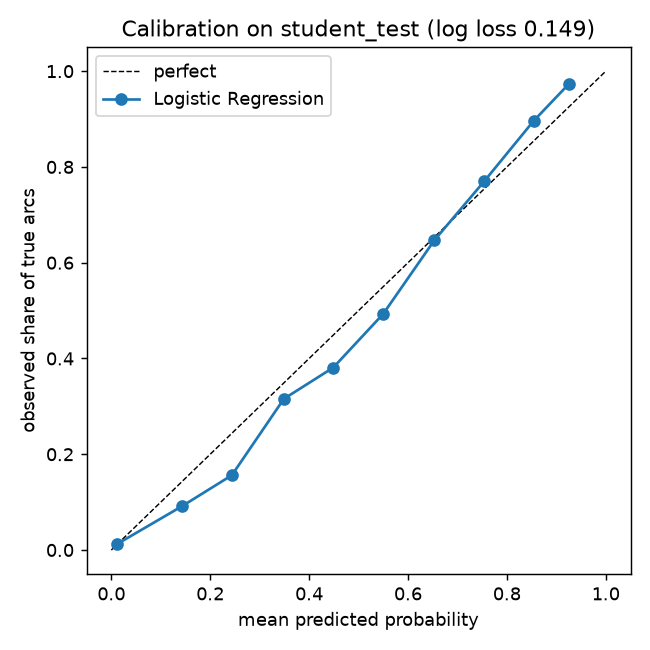 Calibration on student_test (log loss 0.149)
perfect
Logistic Regression
observed share of true arcs
1.0
0.8
0.6
0.4
0.2
0.0
0.0 0.2 0.4 0.6 0.8 1.0
mean predicted probability